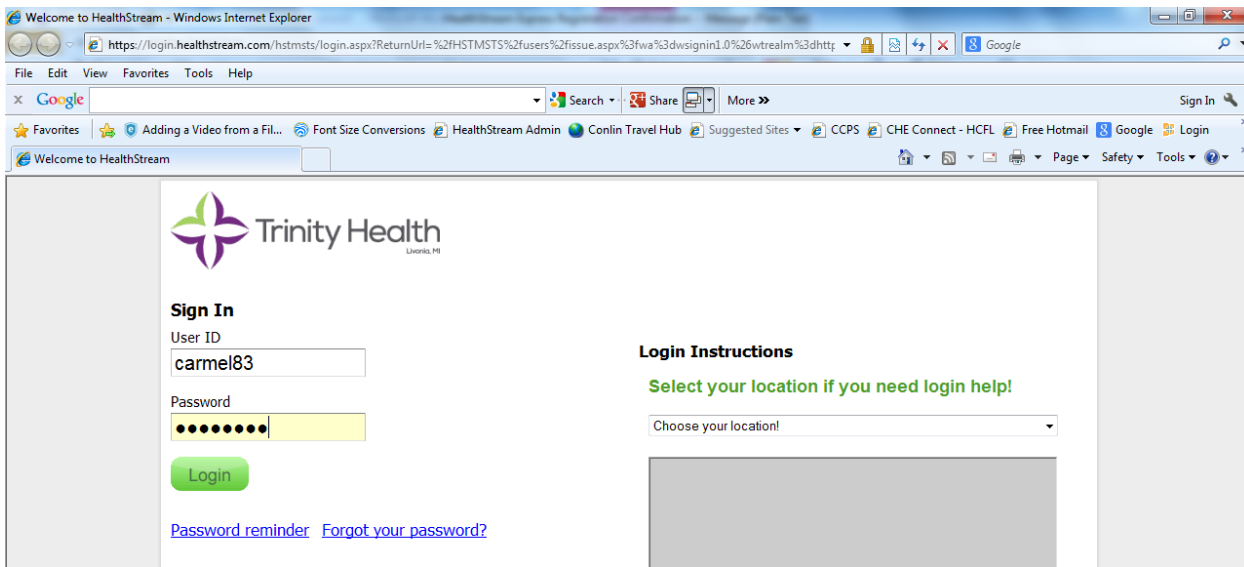 Welcome to HealthStream - Windows Internet Explorer
https://login.healthstream.com/hstmsts/login.aspx?ReturnUrl=%2fHSTMSTS%2fusers%2fissue.aspx%3fwa%3dwsignin1.0%26wtrealm%3dhttp
Google
File Edit View Favorites Tools Help
x Google Search Share More »
Sign In
Favorites Adding a Video from a Fil... Font Size Conversions HealthStream Admin Conlin Travel Hub Suggested Sites CCPS CHE Connect - HCFL Free Hotmail Google Login
Welcome to HealthStream
Page Safety Tools
Trinity Health
Livonia, MI
Sign In
User ID
carmel83
Password
●●●●●●●●
Login
Password reminder Forgot your password?
Login Instructions
Select your location if you need login help!
Choose your location!